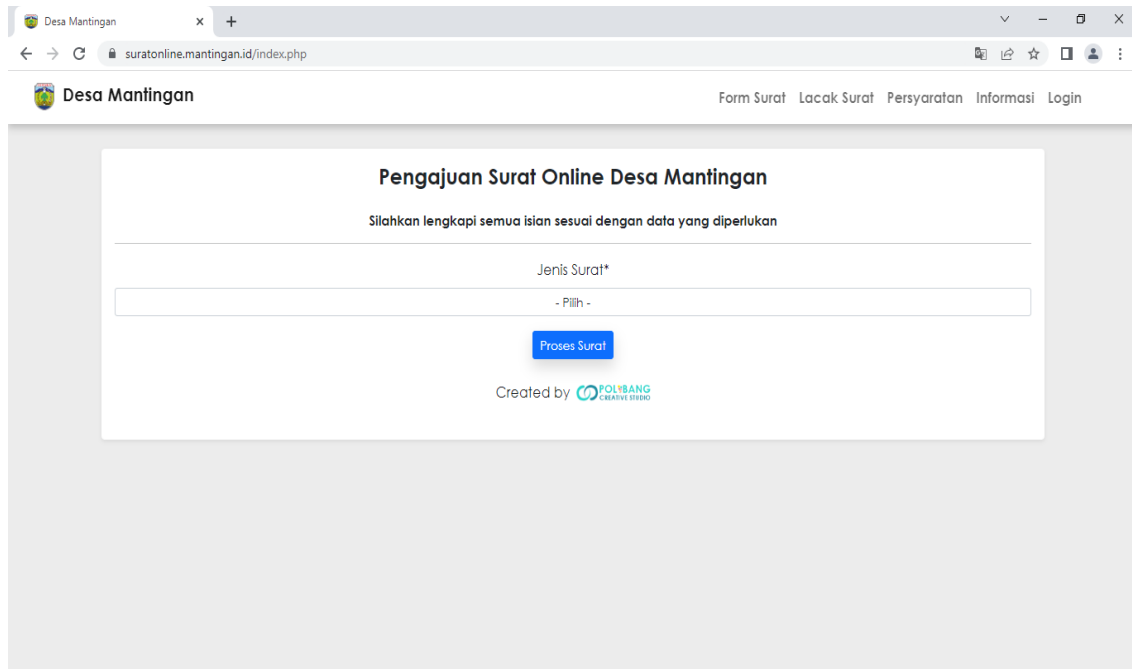 Desa Mantingan
suratonline.mantingan.id/index.php
Desa Mantingan
Form Surat Lacak Surat Persyaratan Informasi Login
Pengajuan Surat Online Desa Mantingan
Silahkan lengkapi semua isian sesuai dengan data yang diperlukan
Jenis Surat*
- Pilih -
Proses Surat
Created by POLYBANG
CREATIVE STUDIO